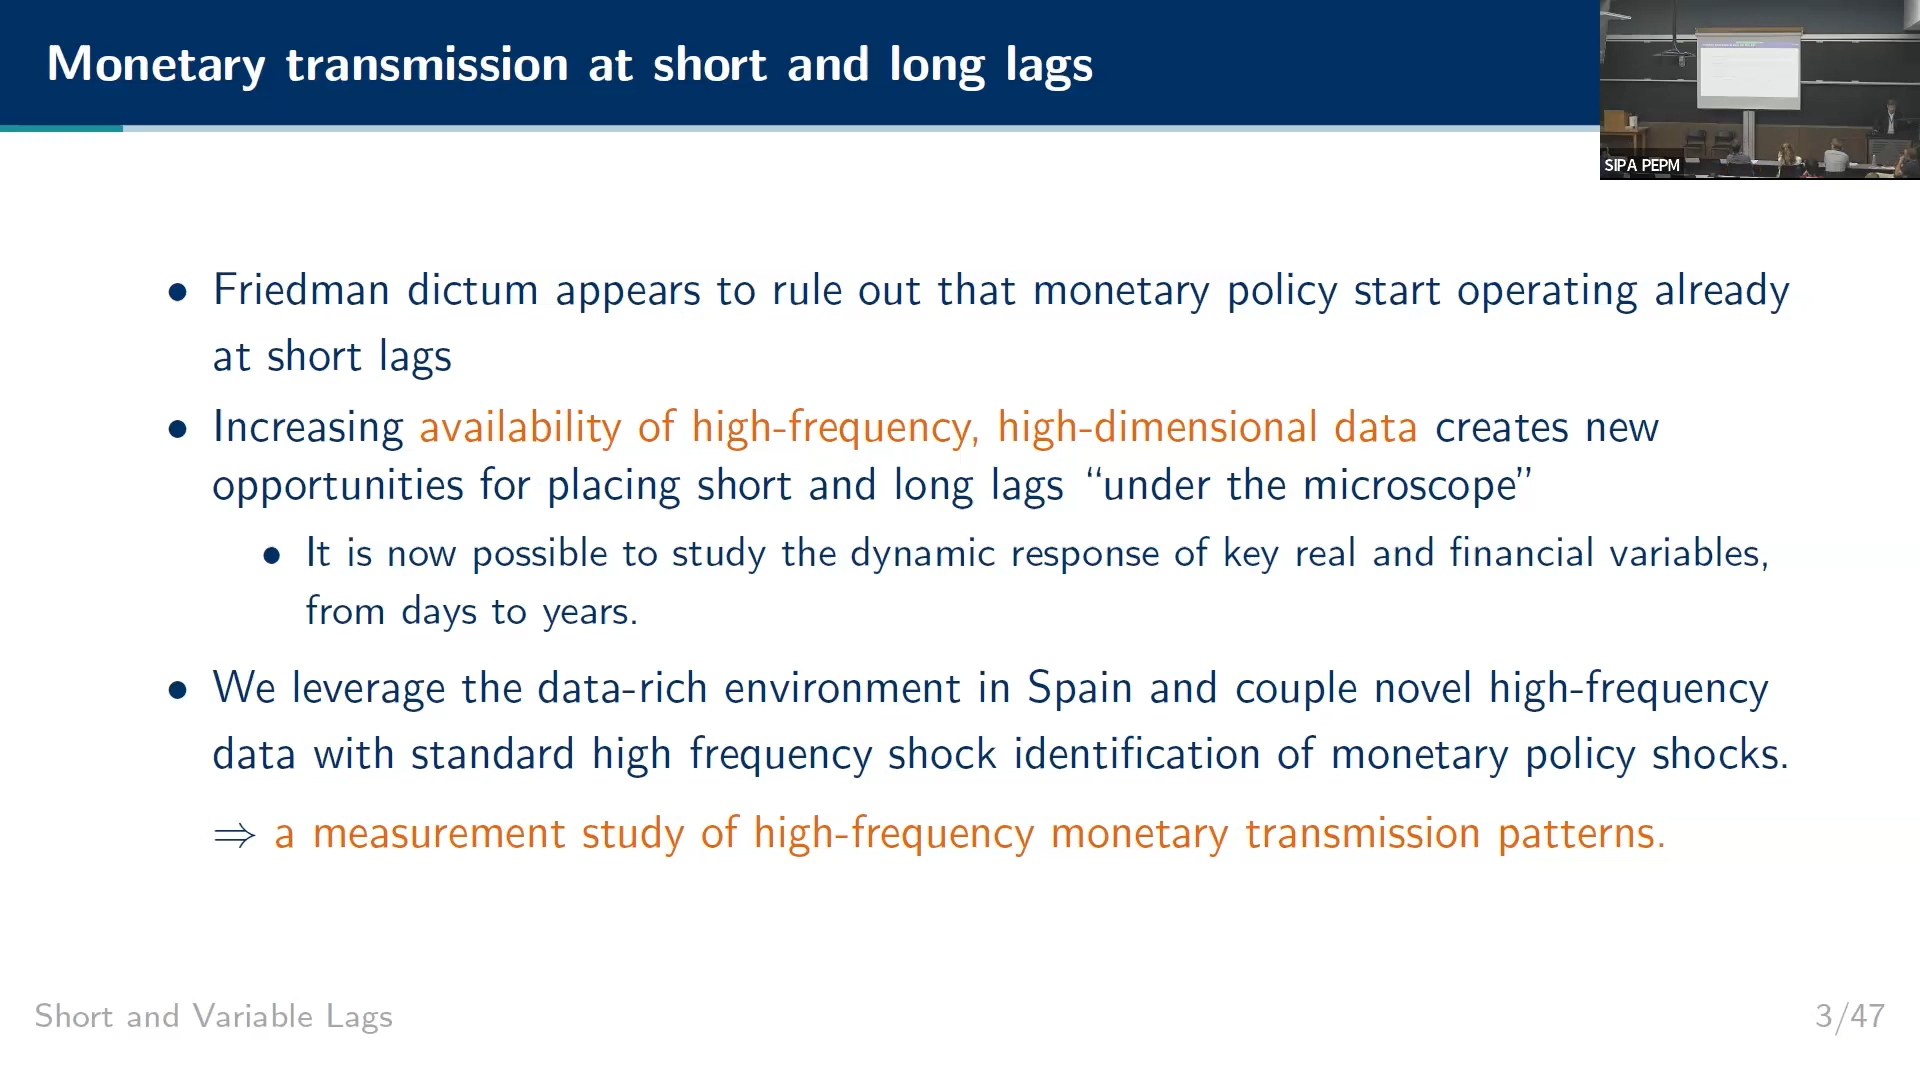 Monetary transmission at short and long lags
SIPA PEPM
• Friedman dictum appears to rule out that monetary policy start operating already
at short lags
• Increasing availability of high-frequency, high-dimensional data creates new
opportunities for placing short and long lags “under the microscope”
• It is now possible to study the dynamic response of key real and financial variables,
from days to years.
• We leverage the data-rich environment in Spain and couple novel high-frequency
data with standard high frequency shock identification of monetary policy shocks.
⇒ a measurement study of high-frequency monetary transmission patterns.
Short and Variable Lags
3/47